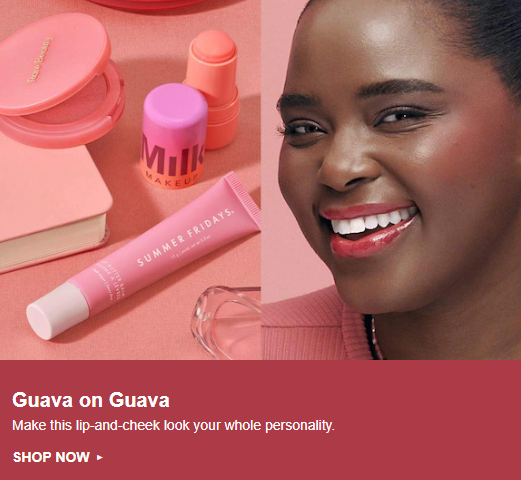 Milk
MAKEUP
SUMMER FRIDAYS.
Guava on Guava
Make this lip-and-cheek look your whole personality.
SHOP NOW ▸